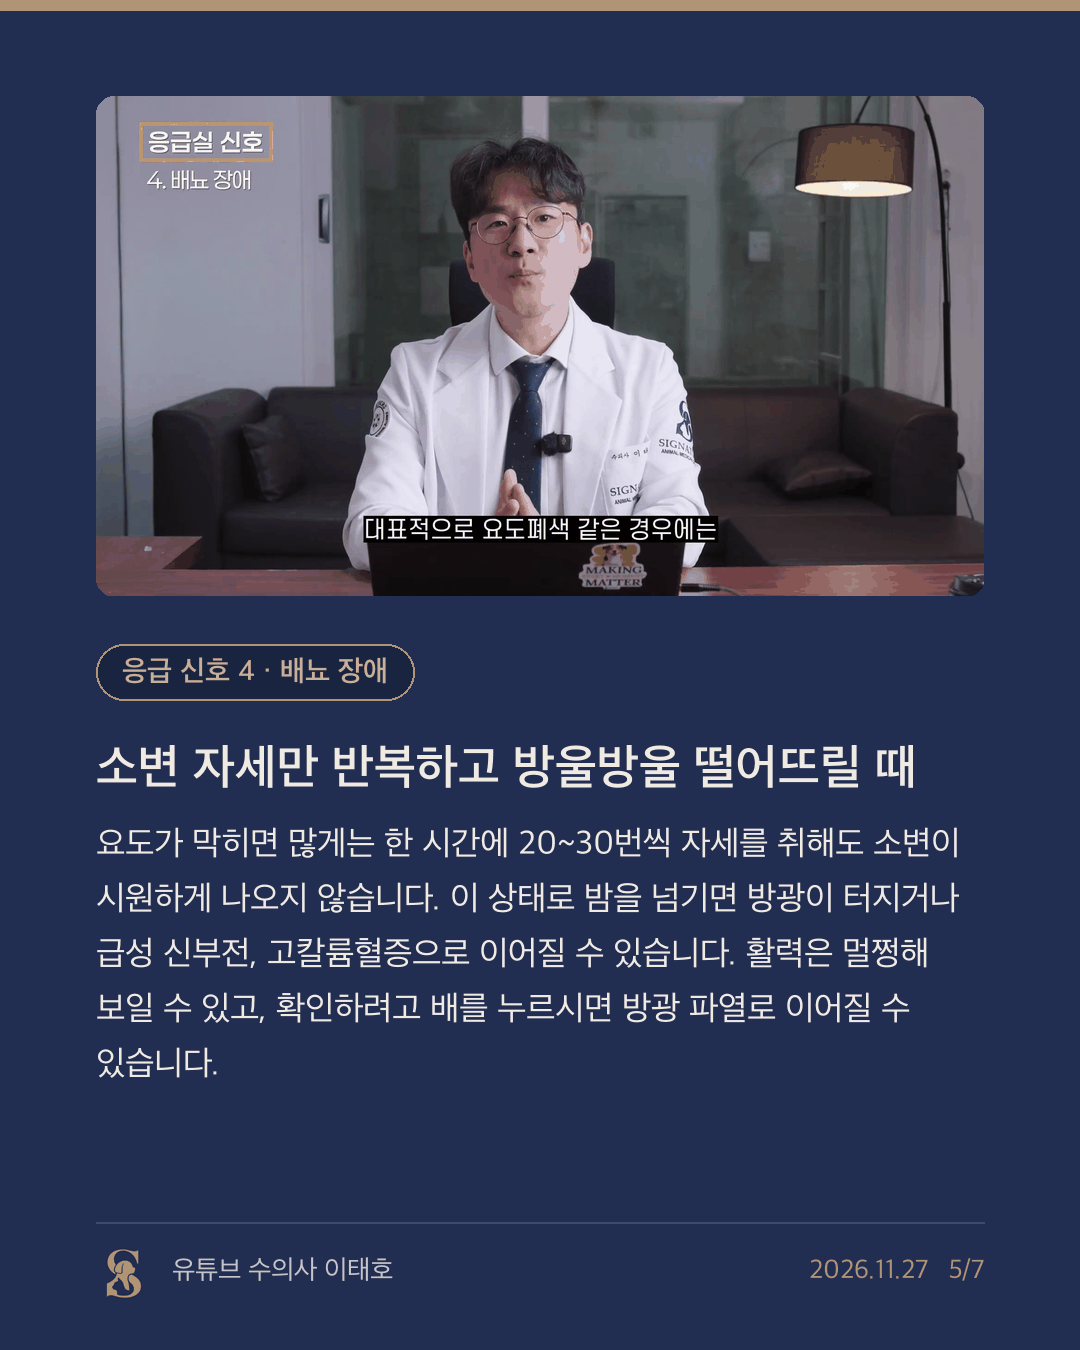 응급실 신호
4. 배뇨 장애
SIGNA
ANIMAL MEDICA
수의사 이
SIGN
ANIMAL M
대표적으로 요도폐색 같은 경우에는
MAKING
MATTER
응급 신호 4 · 배뇨 장애
소변 자세만 반복하고 방울방울 떨어뜨릴 때
요도가 막히면 많게는 한 시간에 20~30번씩 자세를 취해도 소변이
시원하게 나오지 않습니다. 이 상태로 밤을 넘기면 방광이 터지거나
급성 신부전, 고칼륨혈증으로 이어질 수 있습니다. 활력은 멀쩡해
보일 수 있고, 확인하려고 배를 누르시면 방광 파열로 이어질 수
있습니다.
유튜브 수의사 이태호
2026.11.27 5/7